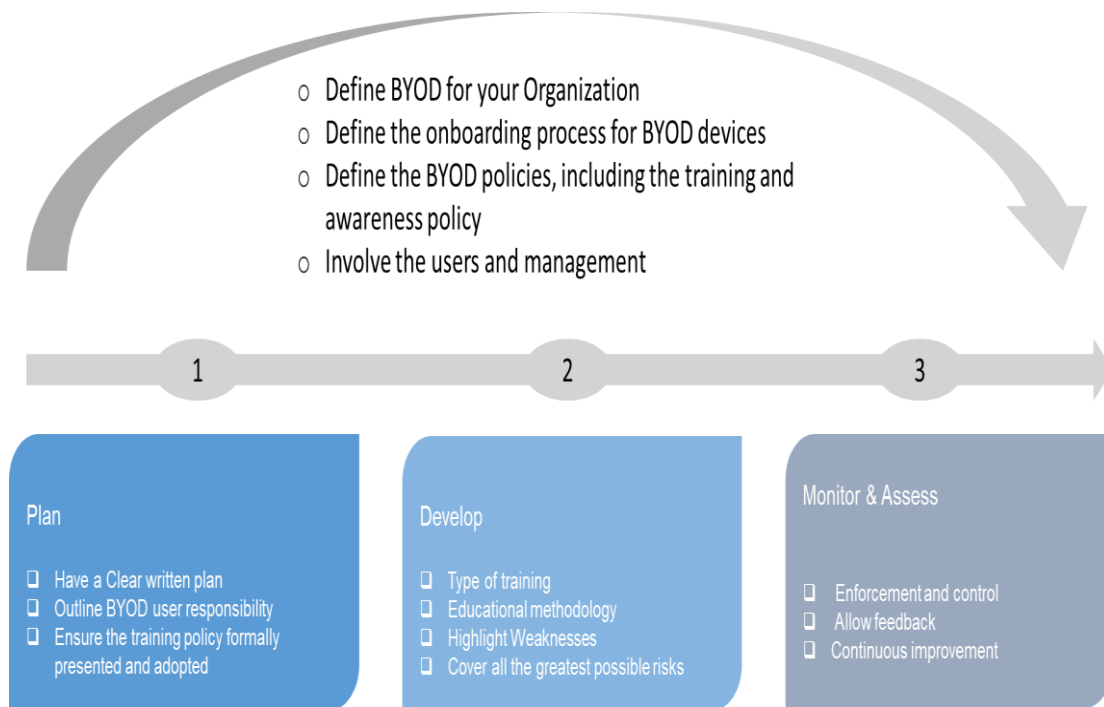 ○ Define BYOD for your Organization
○ Define the onboarding process for BYOD devices
○ Define the BYOD policies, including the training and
awareness policy
○ Involve the users and management
1
2
3
Plan
❑ Have a Clear written plan
❑ Outline BYOD user responsibility
❑ Ensure the training policy formally
presented and adopted
Develop
❑ Type of training
❑ Educational methodology
❑ Highlight Weaknesses
❑ Cover all the greatest possible risks
Monitor & Assess
❑ Enforcement and control
❑ Allow feedback
❑ Continuous improvement